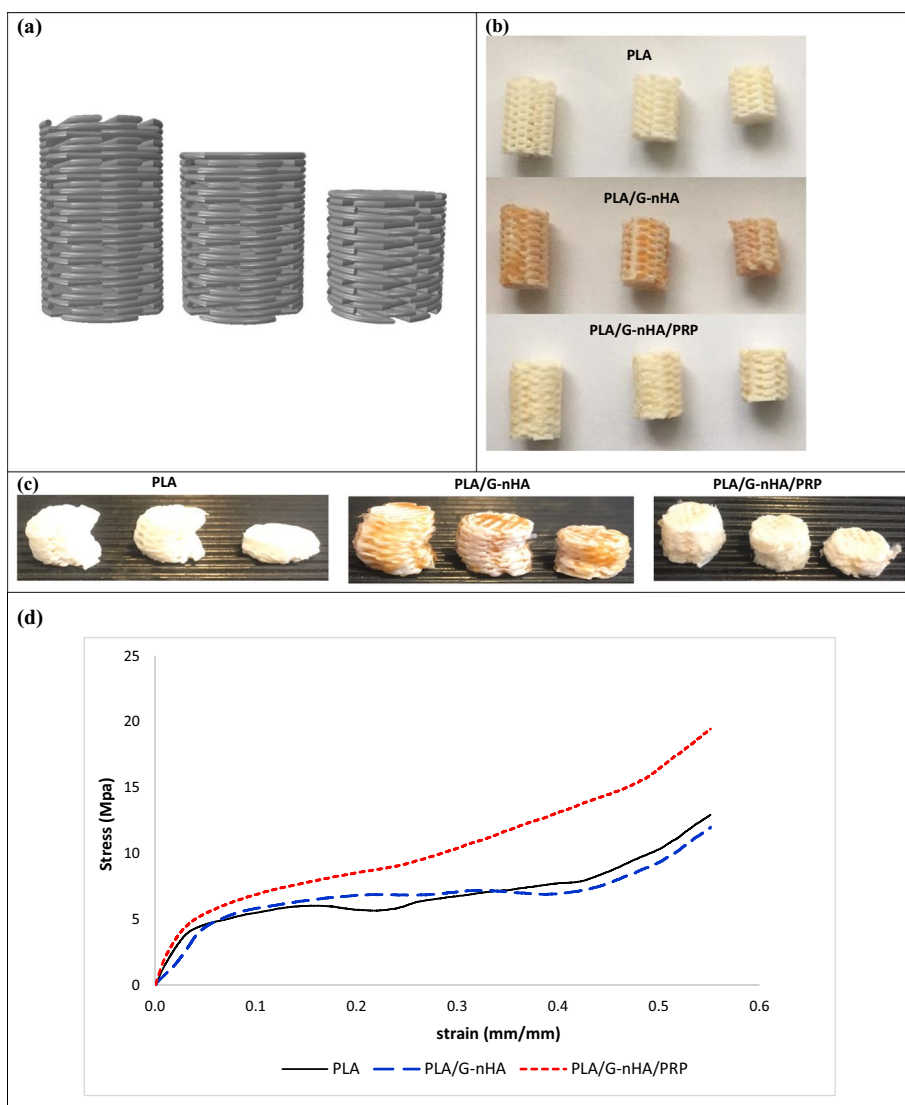 (a)
(b)
PLA
PLA/G-nHA
PLA/G-nHA/PRP
(c)
PLA
PLA/G-nHA
PLA/G-nHA/PRP
(d)
25
20
15
10
5
0
Stress (Mpa)
0.0 0.1 0.2 0.3 0.4 0.5 0.6
strain (mm/mm)
PLA PLA/G-nHA PLA/G-nHA/PRP